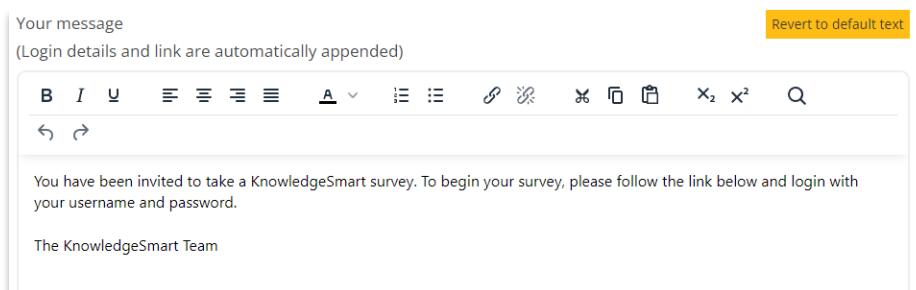 Your message
Revert to default text
(Login details and link are automatically appended)
B I U A X₂ X²
You have been invited to take a KnowledgeSmart survey. To begin your survey, please follow the link below and login with
your username and password.
The KnowledgeSmart Team